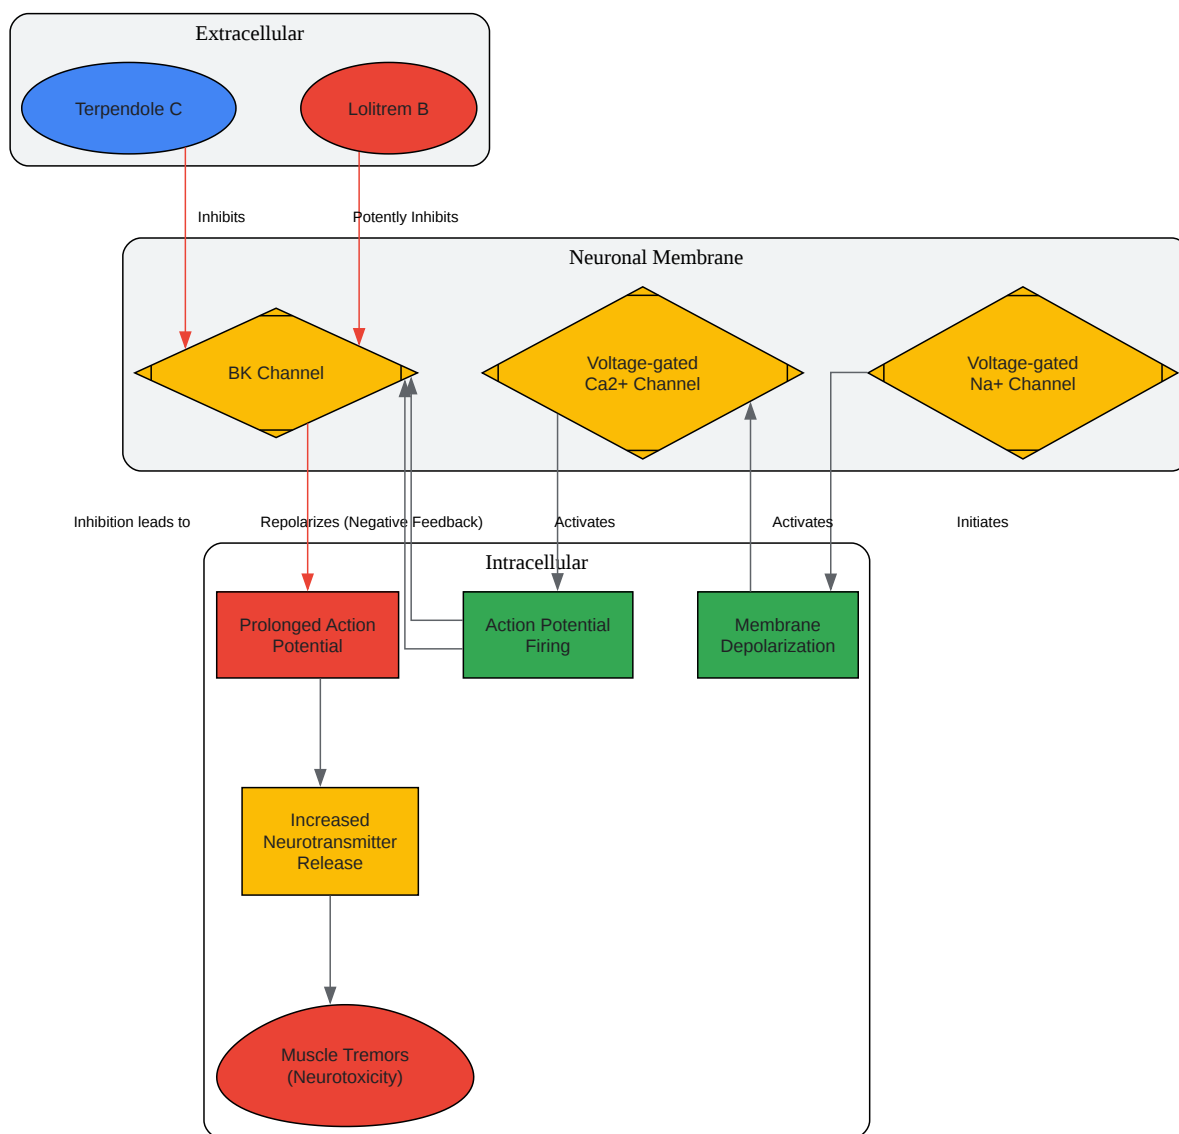 Extracellular
Terpendole C
Lolitrem B
Inhibits
Potently Inhibits
Neuronal Membrane
BK Channel
Voltage-gated
Ca2+ Channel
Voltage-gated
Na+ Channel
Inhibition leads to
Repolarizes (Negative Feedback)
Activates
Activates
Initiates
Intracellular
Prolonged Action
Potential
Action Potential
Firing
Membrane
Depolarization
Increased
Neurotransmitter
Release
Muscle Tremors
(Neurotoxicity)